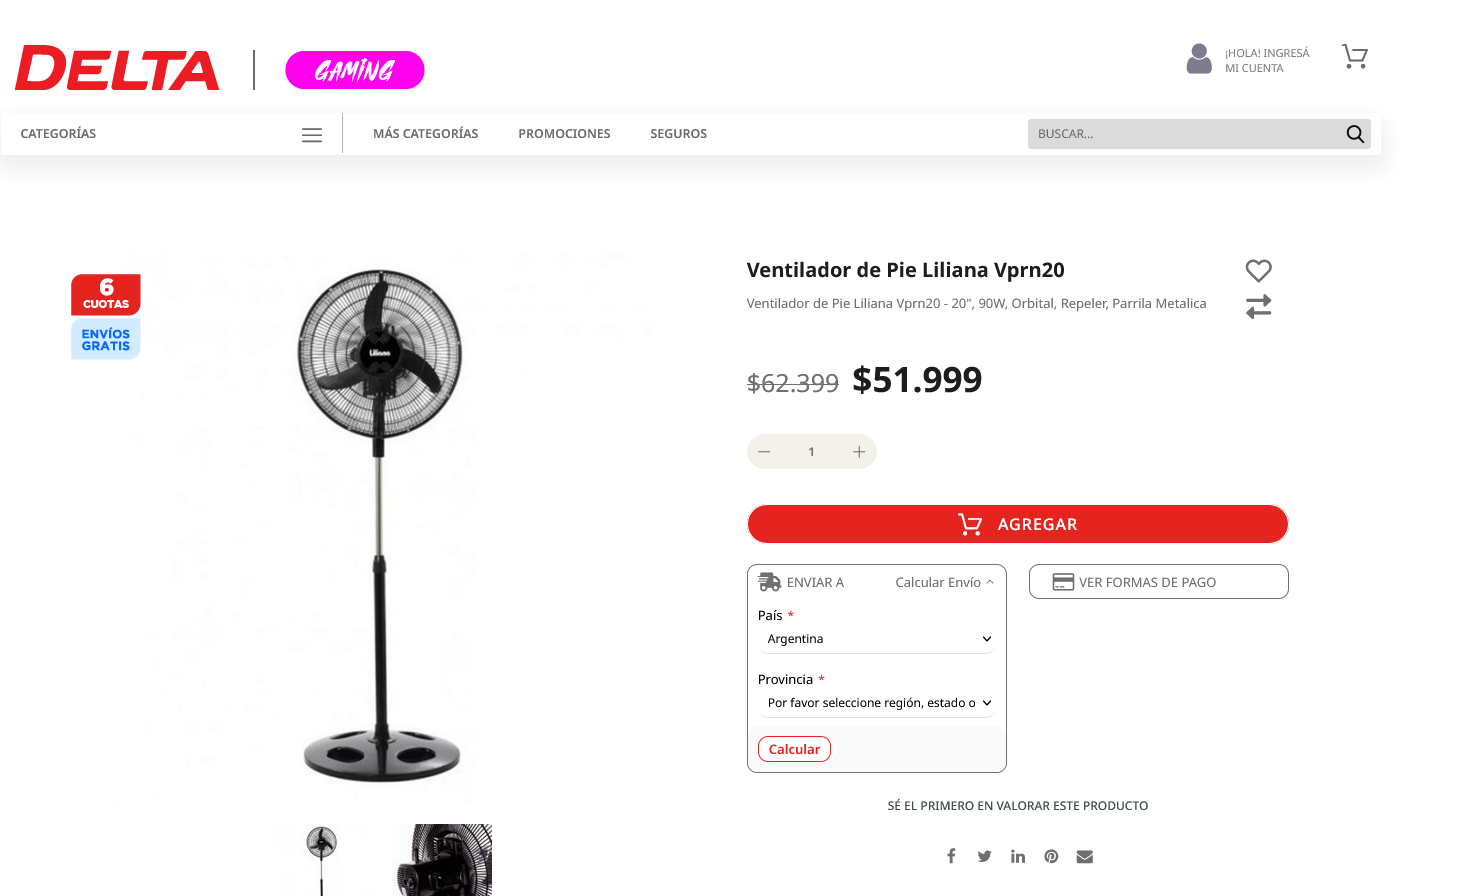 DELTA
GAMING
¡HOLA! INGRESÁ
MI CUENTA
CATEGORÍAS
MÁS CATEGORÍAS
PROMOCIONES
SEGUROS
BUSCAR...
6
CUOTAS
ENVÍOS
GRATIS
Liliana
Ventilador de Pie Liliana Vprn20
Ventilador de Pie Liliana Vprn20 - 20", 90W, Orbital, Repeler, Parrila Metalica
$62.399 $51.999
1
AGREGAR
ENVIAR A
Calcular Envío
VER FORMAS DE PAGO
País *
Argentina
Provincia *
Por favor seleccione región, estado o
Calcular
SÉ EL PRIMERO EN VALORAR ESTE PRODUCTO